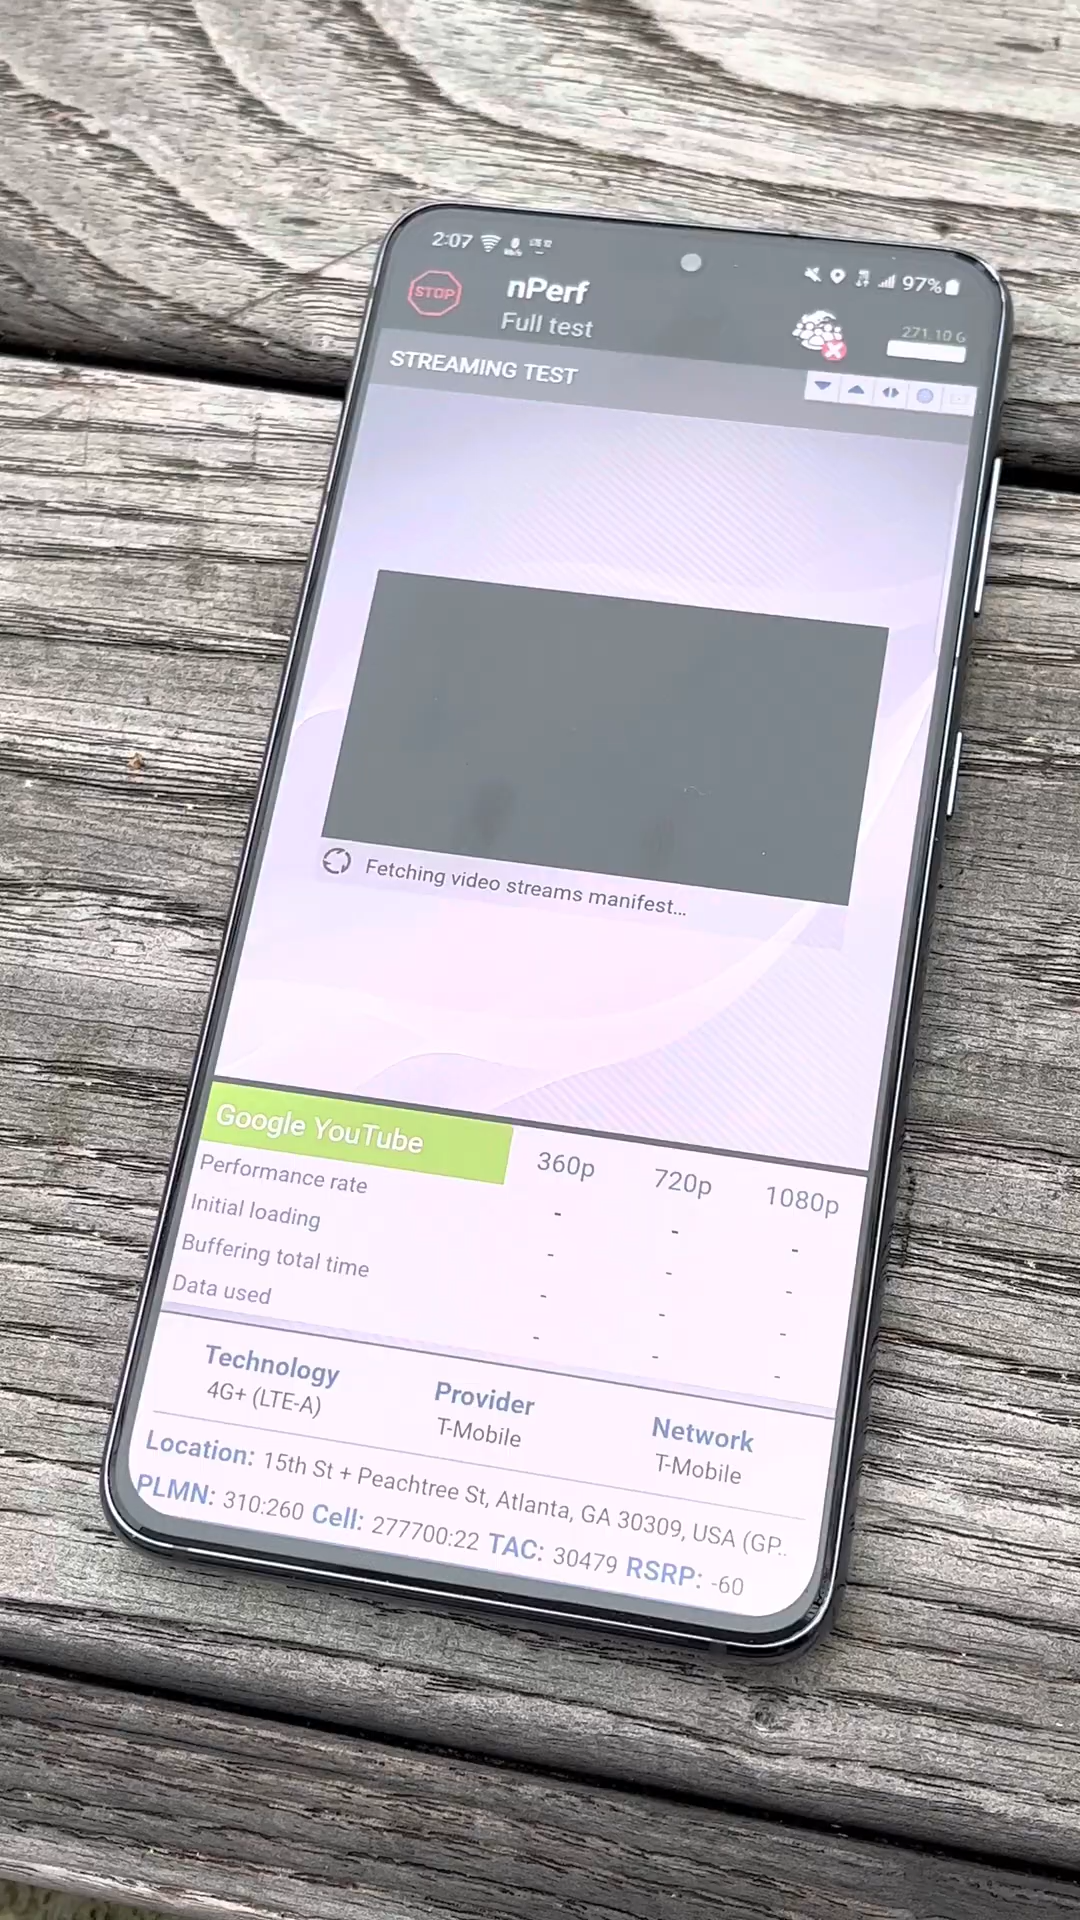 2:07
97%
STOP
nPerf
Full test
271.10 G
STREAMING TEST
Fetching video streams manifest...
Google YouTube 360p 720p 1080p
Performance rate - - -
Initial loading - - -
Buffering total time - - -
Data used - - -
Technology Provider Network
4G+ (LTE-A) T-Mobile T-Mobile
Location: 15th St + Peachtree St, Atlanta, GA 30309, USA (GP..
PLMN: 310:260 Cell: 277700:22 TAC: 30479 RSRP: -60